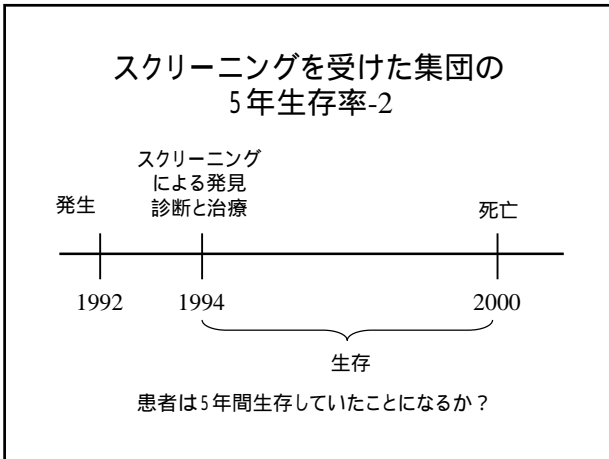 スクリーニングを受けた集団の
5年生存率-2
スクリーニング
による発見
診断と治療
発生
死亡
1992
1994
2000
生存
患者は5年間生存していたことになるか?